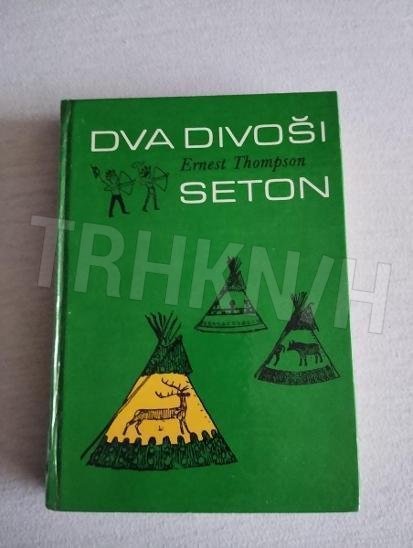 DVA DIVOŠI
Ernest Thompson
SETON
TRHKNIH